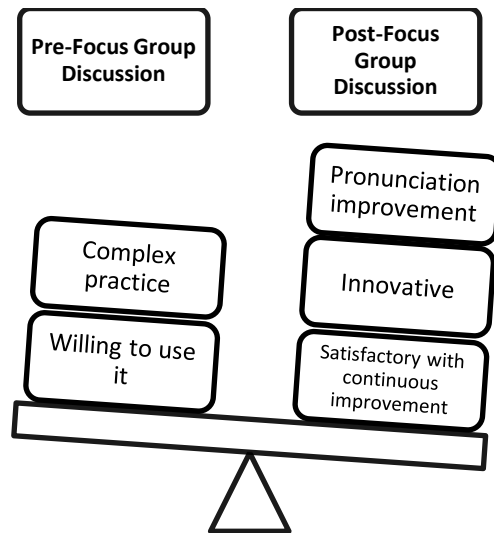 Pre-Focus Group
Discussion
Post-Focus
Group
Discussion
Complex
practice
Willing to use
it
Pronunciation
improvement
Innovative
Satisfactory with
continuous
improvement